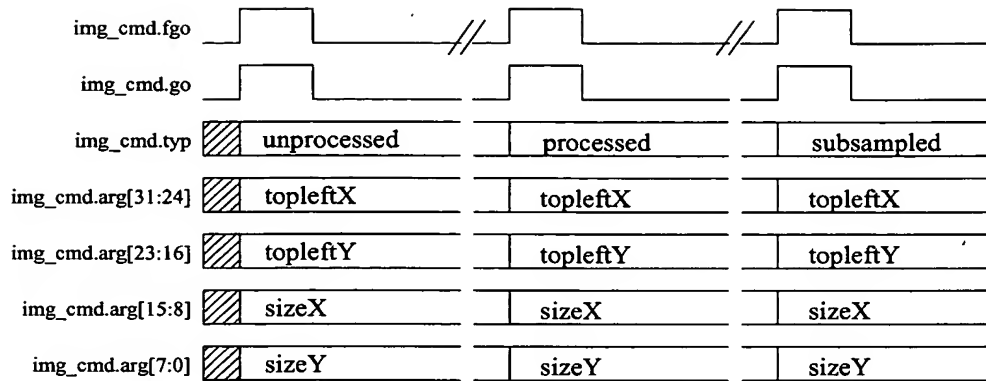 img_cmd.fgo
img_cmd.go
img_cmd.typ unprocessed processed subsampled
img_cmd.arg[31:24] topleftX topleftX topleftX
img_cmd.arg[23:16] topleftY topleftY topleftY
img_cmd.arg[15:8] sizeX sizeX sizeX
img_cmd.arg[7:0] sizeY sizeY sizeY